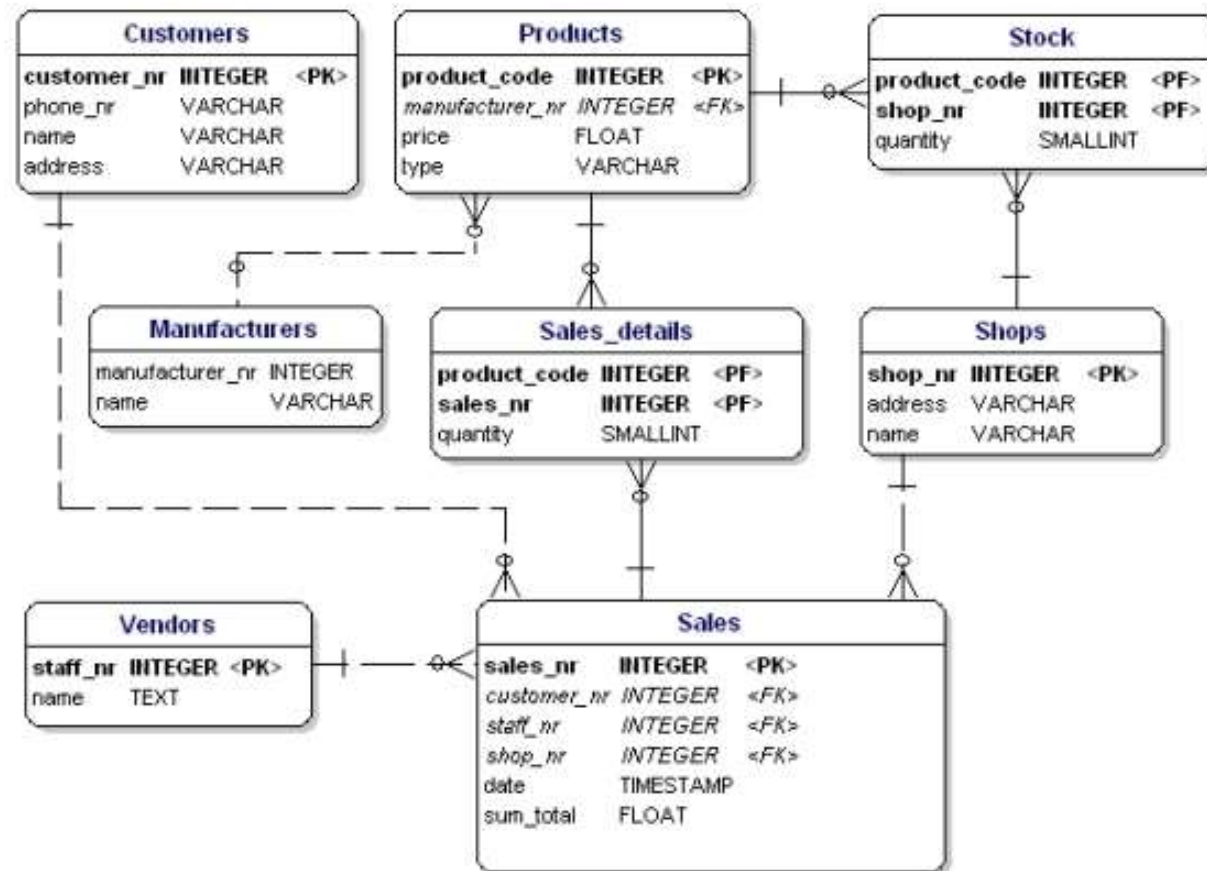 Customers
customer_nr INTEGER <PK>
phone_nr VARCHAR
name VARCHAR
address VARCHAR
Products
product_code INTEGER <PK>
manufacturer_nr INTEGER <FK>
price FLOAT
type VARCHAR
Stock
product_code INTEGER <PF>
shop_nr INTEGER <PF>
quantity SMALLINT
Manufacturers
manufacturer_nr INTEGER
name VARCHAR
Sales_details
product_code INTEGER <PF>
sales_nr INTEGER <PF>
quantity SMALLINT
Shops
shop_nr INTEGER <PK>
address VARCHAR
name VARCHAR
Vendors
staff_nr INTEGER <PK>
name TEXT
Sales
sales_nr INTEGER <PK>
customer_nr INTEGER <FK>
staff_nr INTEGER <FK>
shop_nr INTEGER <FK>
date TIMESTAMP
sum_total FLOAT